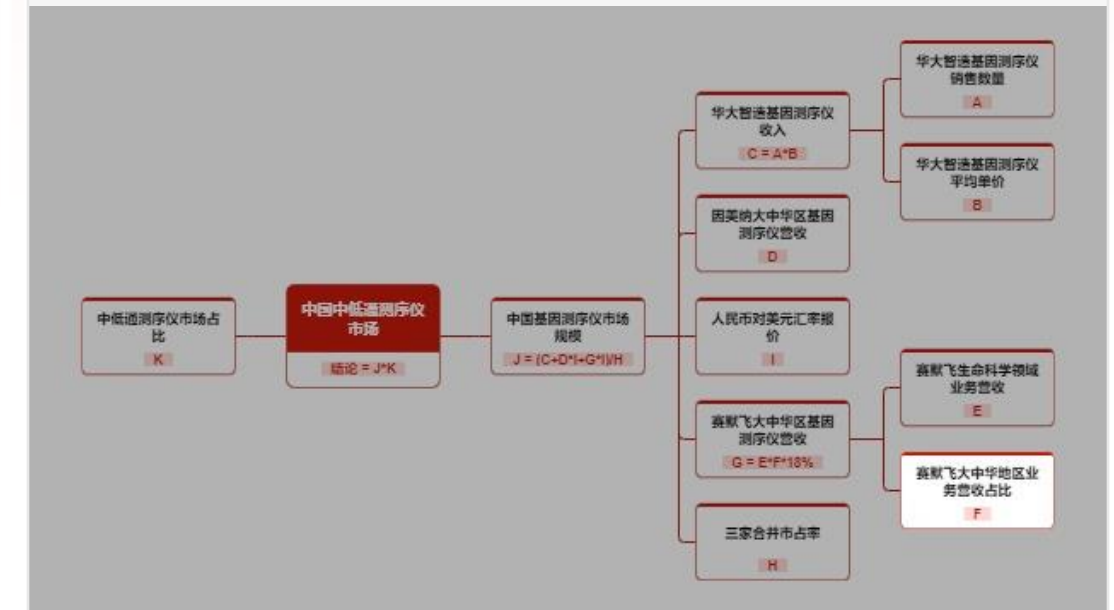 华大智造基因测序仪
销售数量
A
华大智造基因测序仪
收入
C = A*B
华大智造基因测序仪
平均单价
B
因美纳大中华区基因
测序仪营收
D
中低通测序仪市场占
比
K
中国中低通测序仪
市场
结论 = J*K
中国基因测序仪市场
规模
J = (C+D*I+G*I)/H
人民币对美元汇率报
价
I
赛默飞生命科学领域
业务营收
E
赛默飞大中华区基因
测序仪营收
G = E*F*18%
赛默飞大中华地区业
务营收占比
F
三家合并市占率
H